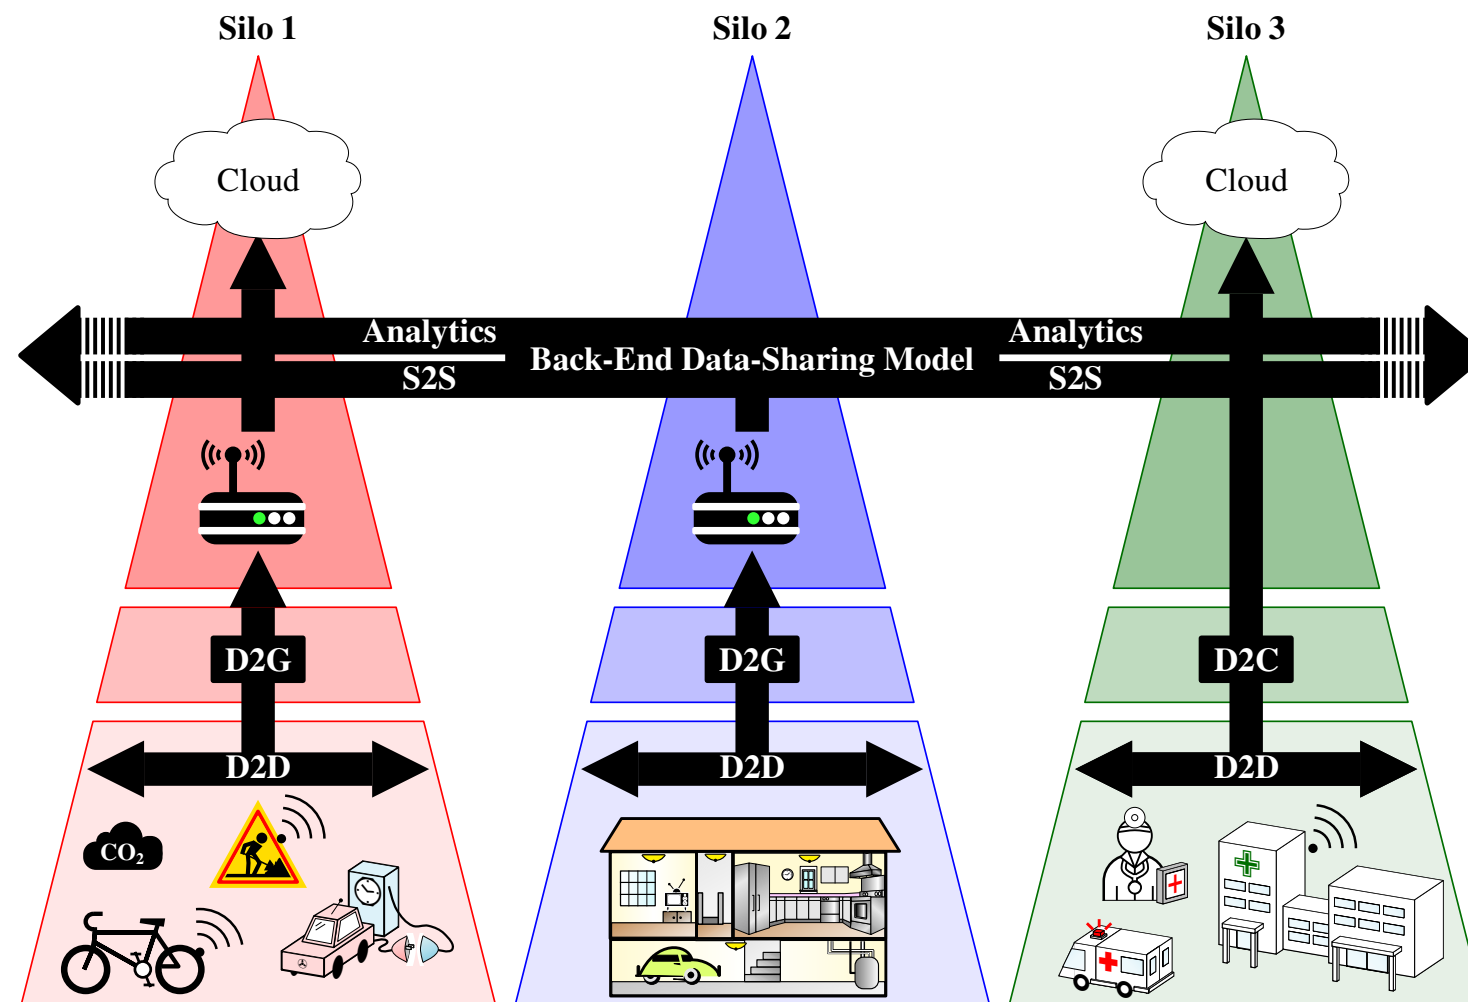 Silo 1
Silo 2
Silo 3
Cloud
Cloud
Analytics
Analytics
Back-End Data-Sharing Model
S2S
S2S
D2G
D2G
D2C
D2D
D2D
D2D
CO₂